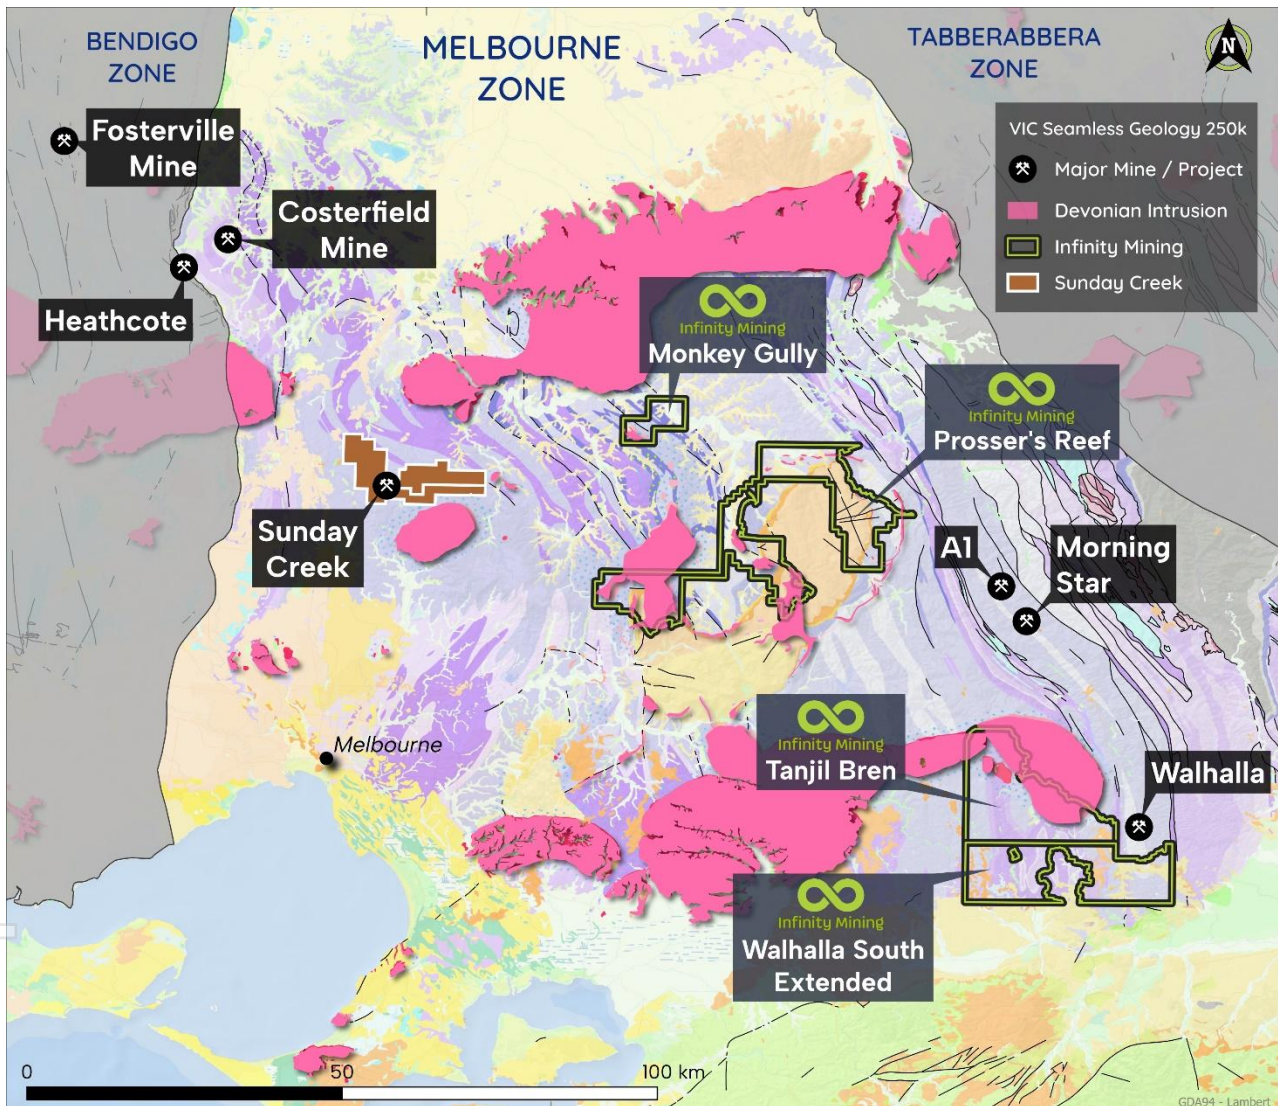 BENDIGO
ZONE
MELBOURNE
ZONE
TABBERABBERA
ZONE
N
Fosterville
Mine
Costerfield
Mine
Heathcote
VIC Seamless Geology 250k
Major Mine / Project
Devonian Intrusion
Infinity Mining
Sunday Creek
Infinity Mining
Monkey Gully
Infinity Mining
Prosser's Reef
Sunday
Creek
A1
Morning
Star
Melbourne
Infinity Mining
Tanjil Bren
Walhalla
Infinity Mining
Walhalla South
Extended
0
50
100 km
GDA94 - Lambert